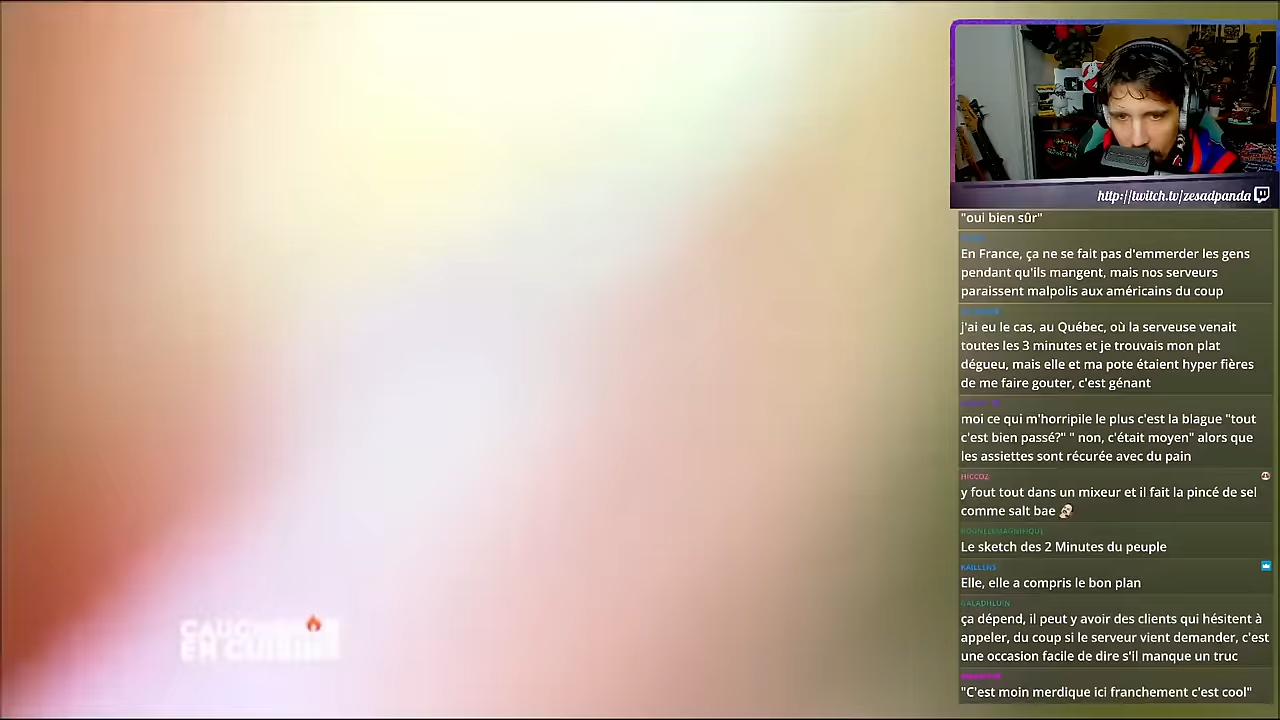 http://twitch.tv/zesadpanda
"oui bien sûr"
En France, ça ne se fait pas d'emmerder les gens
pendant qu'ils mangent, mais nos serveurs
paraissent malpolis aux américains du coup
j'ai eu le cas, au Québec, où la serveuse venait
toutes les 3 minutes et je trouvais mon plat
dégueu, mais elle et ma pote étaient hyper fières
de me faire gouter, c'est génant
moi ce qui m'horripile le plus c'est la blague "tout
c'est bien passé?" " non, c'était moyen" alors que
les assiettes sont récurée avec du pain
HICCOZ
y fout tout dans un mixeur et il fait la pincé de sel
comme salt bae
Le sketch des 2 Minutes du peuple
KAILLENS
Elle, elle a compris le bon plan
GALADHLUIN
ça dépend, il peut y avoir des clients qui hésitent à
appeler, du coup si le serveur vient demander, c'est
une occasion facile de dire s'il manque un truc
"C'est moin merdique ici franchement c'est cool"
EN CUISINE